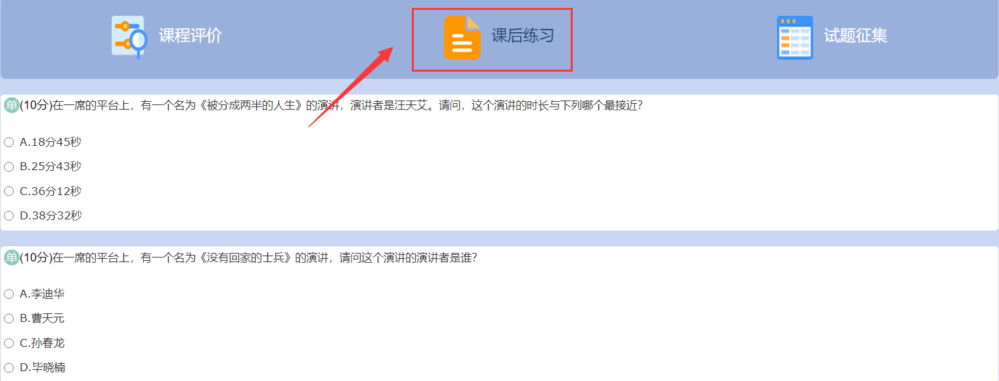 课程评价
课后练习
试题征集
单(10分)在一席的平台上，有一个名为《被分成两半的人生》的演讲，演讲者是汪天艾。请问，这个演讲的时长与下列哪个最接近？
A.18分45秒
B.25分43秒
C.36分12秒
D.38分32秒
单(10分)在一席的平台上，有一个名为《没有回家的士兵》的演讲，请问这个演讲的演讲者是谁？
A.李迪华
B.曹天元
C.孙春龙
D.毕晓楠